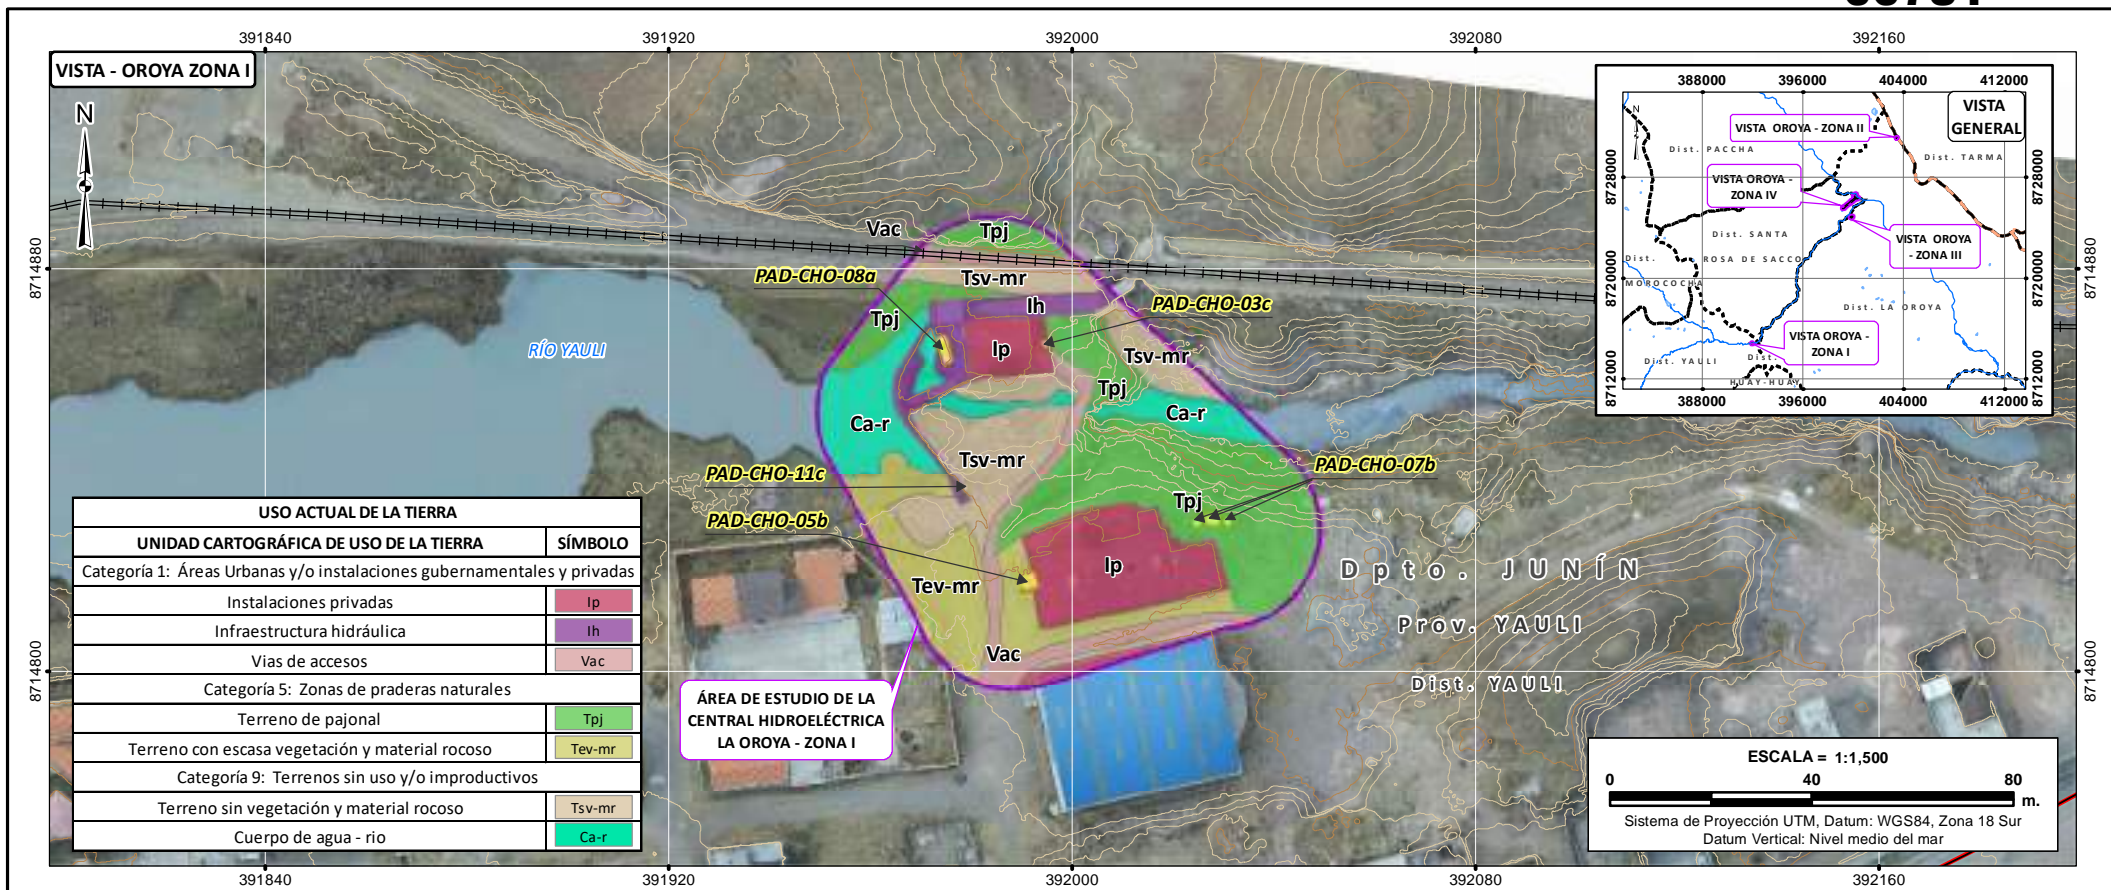 391840
391920
392000
392080
392160
VISTA - OROYA ZONA I
N
8714880
8714800
8714880
8714800
Vac
Tpj
Tsv-mr
PAD-CHO-08a
Ih
PAD-CHO-03c
Tpj
Ip
Tsv-mr
RÍO YAULI
Tpj
Ca-r
Ca-r
Tsv-mr
PAD-CHO-11c
PAD-CHO-07b
Tpj
PAD-CHO-05b
Ip
Tev-mr
Vac
Dpto. JUNÍN
Prov. YAULI
Dist. YAULI
ÁREA DE ESTUDIO DE LA
CENTRAL HIDROELÉCTRICA
LA OROYA - ZONA I
USO ACTUAL DE LA TIERRA
UNIDAD CARTOGRÁFICA DE USO DE LA TIERRA SÍMBOLO
Categoría 1: Áreas Urbanas y/o instalaciones gubernamentales y privadas
Instalaciones privadas Ip
Infraestructura hidráulica Ih
Vias de accesos Vac
Categoría 5: Zonas de praderas naturales
Terreno de pajonal Tpj
Terreno con escasa vegetación y material rocoso Tev-mr
Categoría 9: Terrenos sin uso y/o improductivos
Terreno sin vegetación y material rocoso Tsv-mr
Cuerpo de agua - rio Ca-r
388000 396000 404000 412000
VISTA
GENERAL
N
VISTA OROYA - ZONA II
Dist. PACCHA
Dist. TARMA
VISTA OROYA -
ZONA IV
Dist. SANTA
ROSA DE SACCO
VISTA OROYA
- ZONA III
Dist.
MOROCOCHA
Dist. LA OROYA
VISTA OROYA -
ZONA I
Dist. YAULI
Dist.
HUAY-HUAY
8728000
8720000
8712000
8728000
8720000
8712000
388000 396000 404000 412000
ESCALA = 1:1,500
0 40 80
m.
Sistema de Proyección UTM, Datum: WGS84, Zona 18 Sur
Datum Vertical: Nivel medio del mar
391840
391920
392000
392080
392160